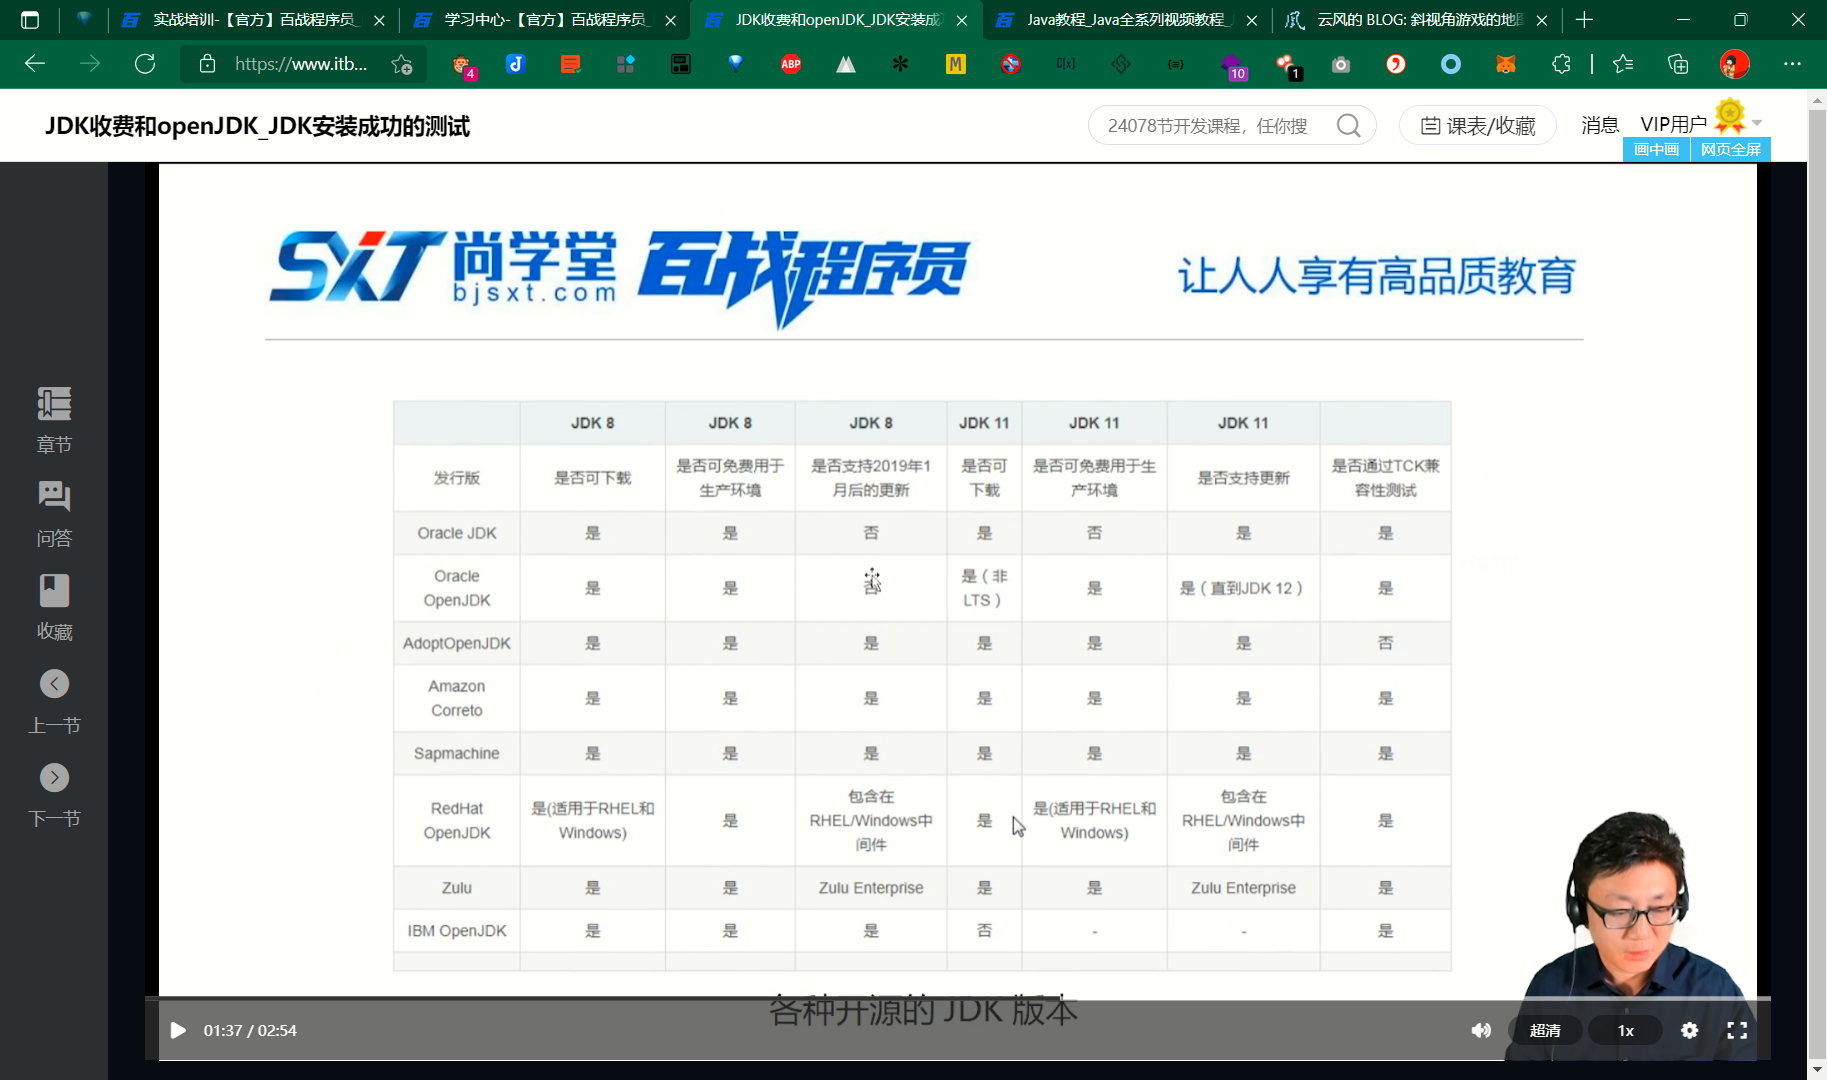 实战培训-【官方】百战程序员_
学习中心-【官方】百战程序员_
JDK收费和openJDK_JDK安装成
Java教程_Java全系列视频教程_
云风的 BLOG: 斜视角游戏的地
https://www.itb...
4
ABP
M
10
1
JDK收费和openJDK_JDK安装成功的测试
24078节开发课程，任你搜
课表/收藏
消息
VIP用户
画中画
网页全屏
章节
问答
收藏
上一节
下一节
SXT 尚学堂
bjsxt.com
百战程序员
让人人享有高品质教育
JDK 8 JDK 8 JDK 8 JDK 11 JDK 11 JDK 11
发行版 是否可下载 是否可免费用于生产环境 是否支持2019年1月后的更新 是否可下载 是否可免费用于生产环境 是否支持更新 是否通过TCK兼容性测试
Oracle JDK 是 是 否 是 否 是 是
Oracle OpenJDK 是 是 否 是（非LTS） 是 是（直到JDK 12） 是
AdoptOpenJDK 是 是 是 是 是 是 否
Amazon Correto 是 是 是 是 是 是 是
Sapmachine 是 是 是 是 是 是 是
RedHat OpenJDK 是(适用于RHEL和Windows) 是 包含在RHEL/Windows中间件 是 是(适用于RHEL和Windows) 包含在RHEL/Windows中间件 是
Zulu 是 是 Zulu Enterprise 是 是 Zulu Enterprise 是
IBM OpenJDK 是 是 是 否 - - 是
各种开源的 JDK 版本
01:37 / 02:54
超清
1x